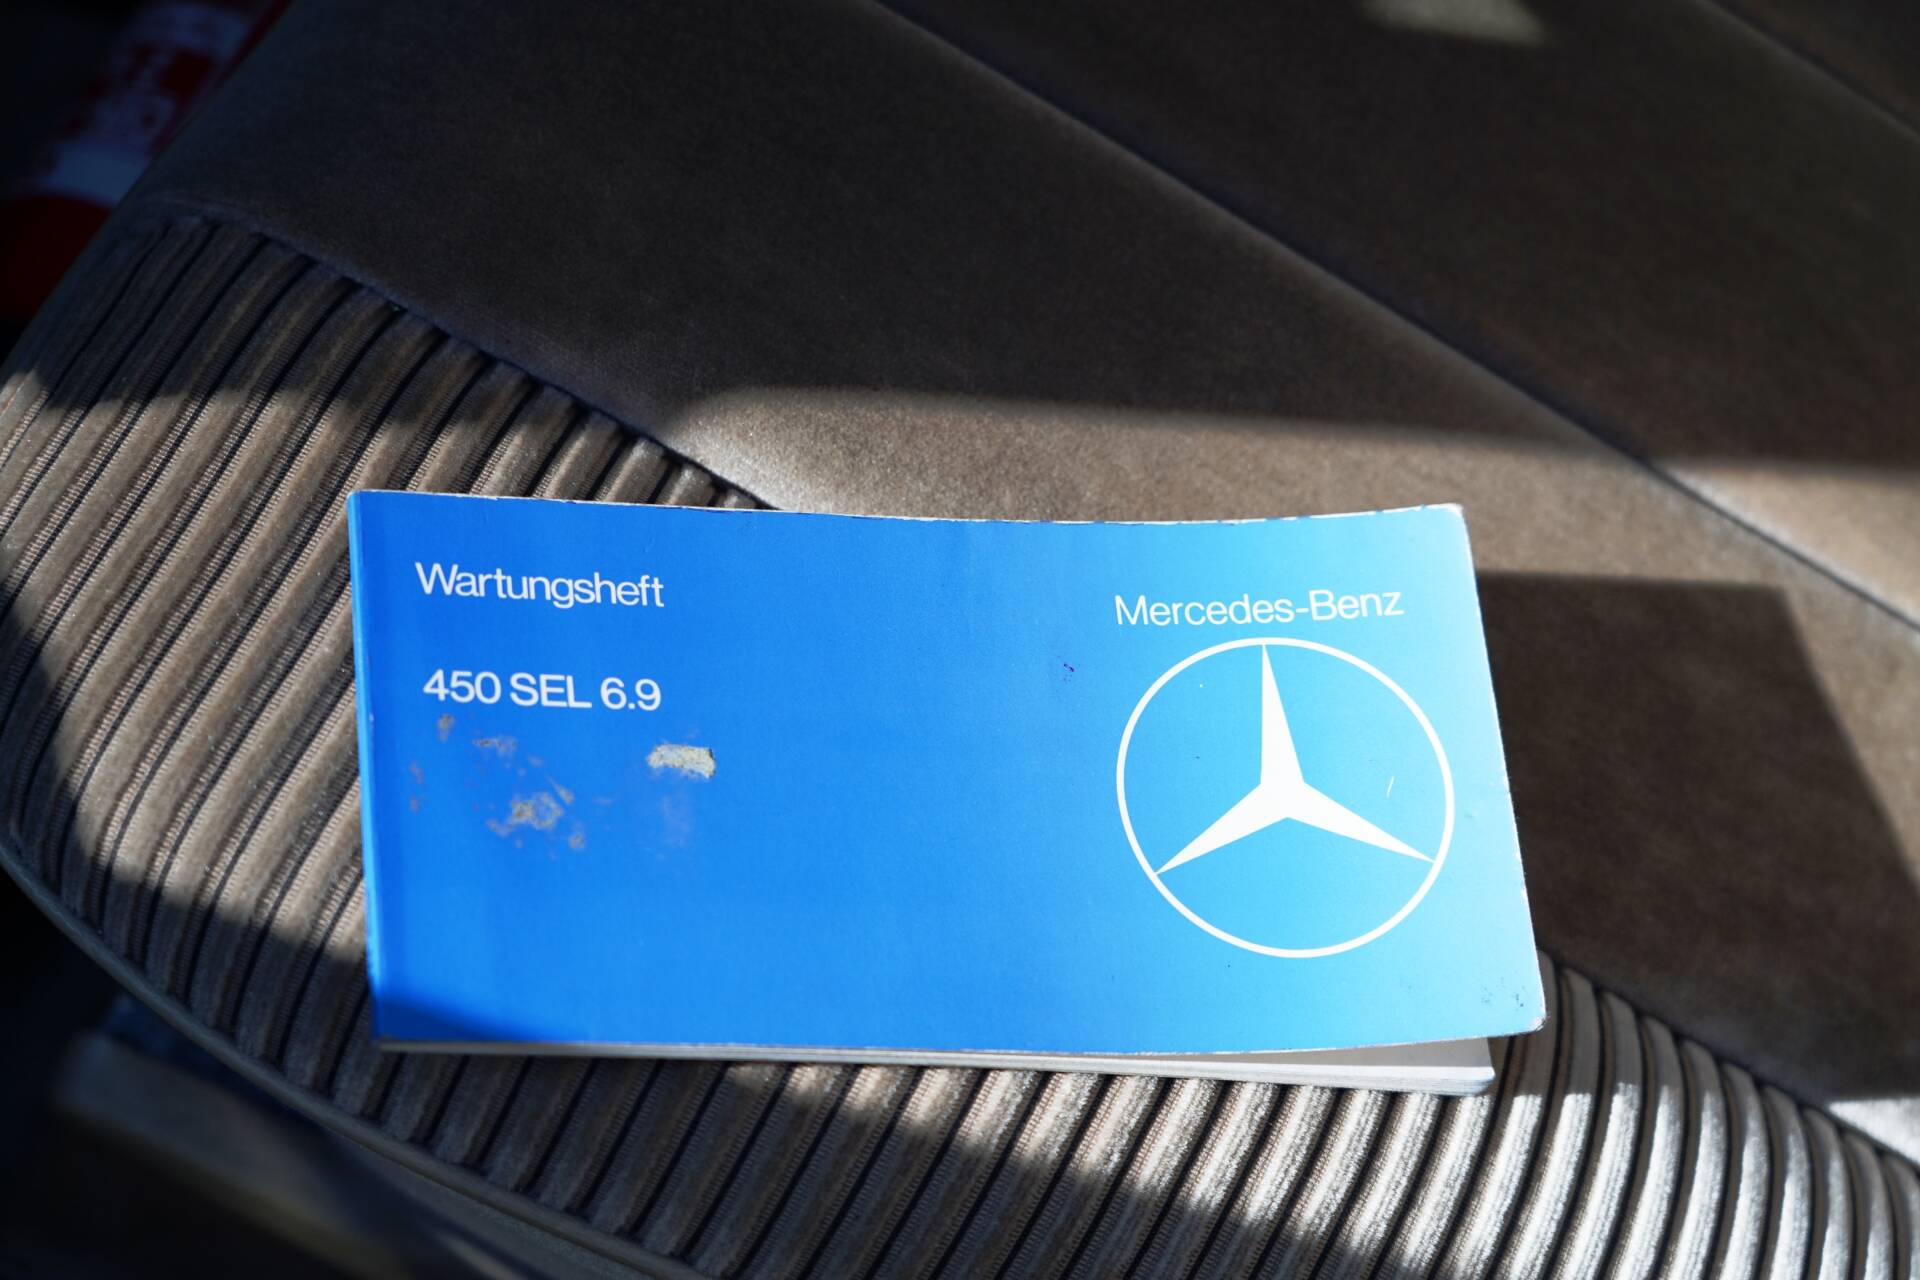 Wartungsheft
450 SEL 6.9
Mercedes-Benz